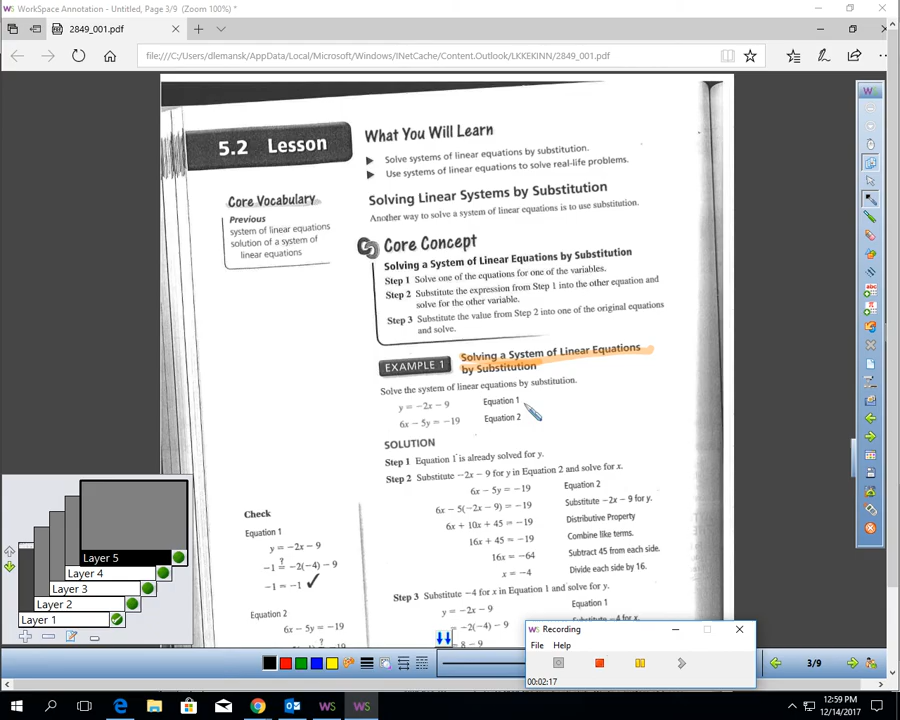 WorkSpace Annotation - Untitled, Page 3/9 (Zoom 100%) *
2849_001.pdf
file:///C:/Users/dlemansk/AppData/Local/Microsoft/Windows/INetCache/Content.Outlook/LKKEKINN/2849_001.pdf
5.2 Lesson
What You Will Learn
Solve systems of linear equations by substitution.
Use systems of linear equations to solve real-life problems.
Core Vocabulary
Previous
system of linear equations
solution of a system of
linear equations
Solving Linear Systems by Substitution
Another way to solve a system of linear equations is to use substitution.
Core Concept
Solving a System of Linear Equations by Substitution
Step 1 Solve one of the equations for one of the variables.
Step 2 Substitute the expression from Step 1 into the other equation and
solve for the other variable.
Step 3 Substitute the value from Step 2 into one of the original equations
and solve.
EXAMPLE 1 Solving a System of Linear Equations
by Substitution
Solve the system of linear equations by substitution.
y = −2x − 9 Equation 1
6x − 5y = −19 Equation 2
SOLUTION
Step 1 Equation 1 is already solved for y.
Step 2 Substitute −2x − 9 for y in Equation 2 and solve for x.
6x − 5y = −19 Equation 2
6x − 5(−2x − 9) = −19 Substitute −2x − 9 for y.
6x + 10x + 45 = −19 Distributive Property
16x + 45 = −19 Combine like terms.
16x = −64 Subtract 45 from each side.
x = −4 Divide each side by 16.
Step 3 Substitute −4 for x in Equation 1 and solve for y.
y = −2x − 9 Equation 1
= −2(−4) − 9 Substitute −4 for x.
= 8 − 9
Check
Equation 1
y = −2x − 9
−1 ≟ −2(−4) − 9
−1 = −1 ✓
Equation 2
6x − 5y = −19
Layer 5
Layer 4
Layer 3
Layer 2
Layer 1
Recording
File Help
00:02:17
3/9
12:59 PM
12/14/2017